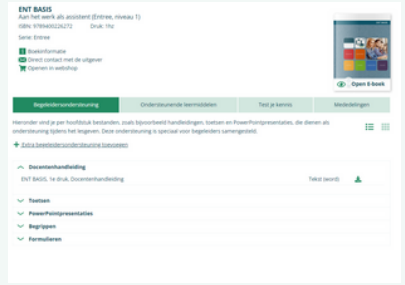 ENT BASIS
Aan het werk als assistent (Entree, niveau 1)
ISBN: 9789400226272 Druk: 1hz
Serie: Entree
Boekinformatie
Direct contact met de uitgever
Openen in webshop
Open E-boek
Begeleidersondersteuning Ondersteunende leermiddelen Test je kennis Mededelingen
Hieronder vind je per hoofdstuk bestanden, zoals bijvoorbeeld handleidingen, toetsen en PowerPointpresentaties, die dienen als
ondersteuning tijdens het lesgeven. Deze ondersteuning is speciaal voor begeleiders samengesteld.
Extra begeleidersondersteuning toevoegen
Docentenhandleiding
ENT BASIS, 1e druk, Docentenhandleiding Tekst (word)
Toetsen
PowerPointpresentaties
Begrippen
Formulieren